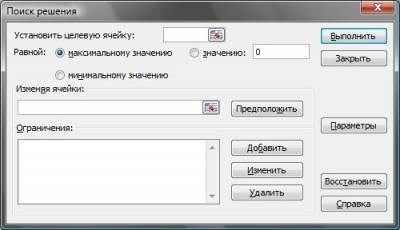 Поиск решения
Установить целевую ячейку:
Выполнить
Равной: максимальному значению значению: 0
Закрыть
минимальному значению
Изменяя ячейки:
Предположить
Ограничения:
Параметры
Добавить
Изменить
Удалить
Восстановить
Справка